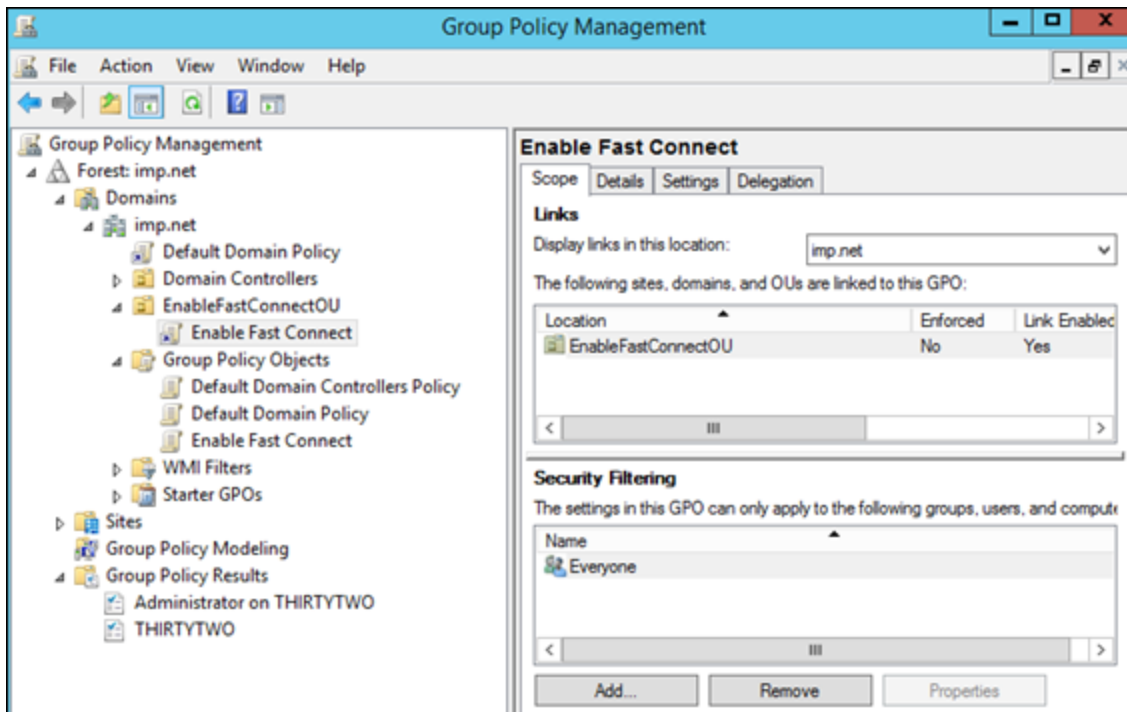 Group Policy Management
File Action View Window Help
Group Policy Management
Forest: imp.net
Domains
imp.net
Default Domain Policy
Domain Controllers
EnableFastConnectOU
Enable Fast Connect
Group Policy Objects
Default Domain Controllers Policy
Default Domain Policy
Enable Fast Connect
WMI Filters
Starter GPOs
Sites
Group Policy Modeling
Group Policy Results
Administrator on THIRTYTWO
THIRTYTWO
Enable Fast Connect
Scope Details Settings Delegation
Links
Display links in this location: imp.net
The following sites, domains, and OUs are linked to this GPO:
Location Enforced Link Enabled
EnableFastConnectOU No Yes
Security Filtering
The settings in this GPO can only apply to the following groups, users, and compute
Name
Everyone
Add... Remove Properties